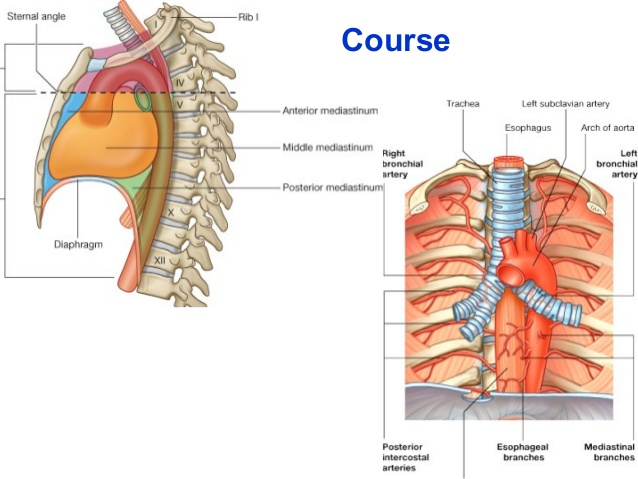 Course
Sternal angle
Rib I
I
IV
V
Anterior mediastinum
Middle mediastinum
Posterior mediastinum
X
Diaphragm
XII
Trachea
Left subclavian artery
Esophagus
Arch of aorta
Right
bronchial
artery
Left
bronchial
artery
Posterior
intercostal
arteries
Esophageal
branches
Mediastinal
branches